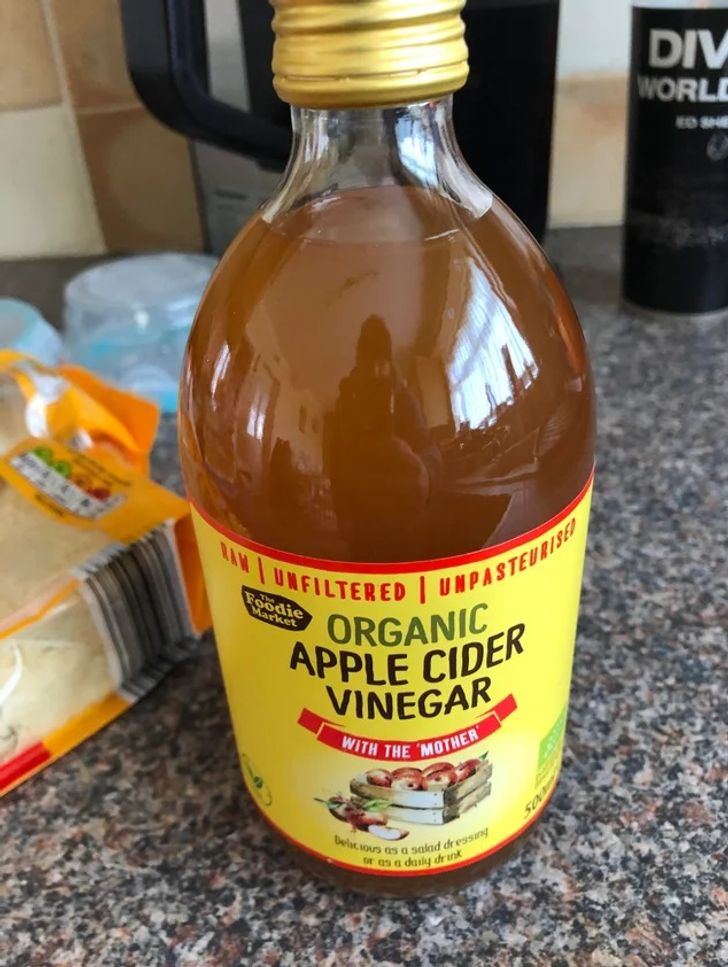 DIV
WORLD
RAW | UNFILTERED | UNPASTEURISED
The
Foodie
Market
ORGANIC
APPLE CIDER
VINEGAR
WITH THE 'MOTHER'
Delicious as a salad dressing
or as a daily drink